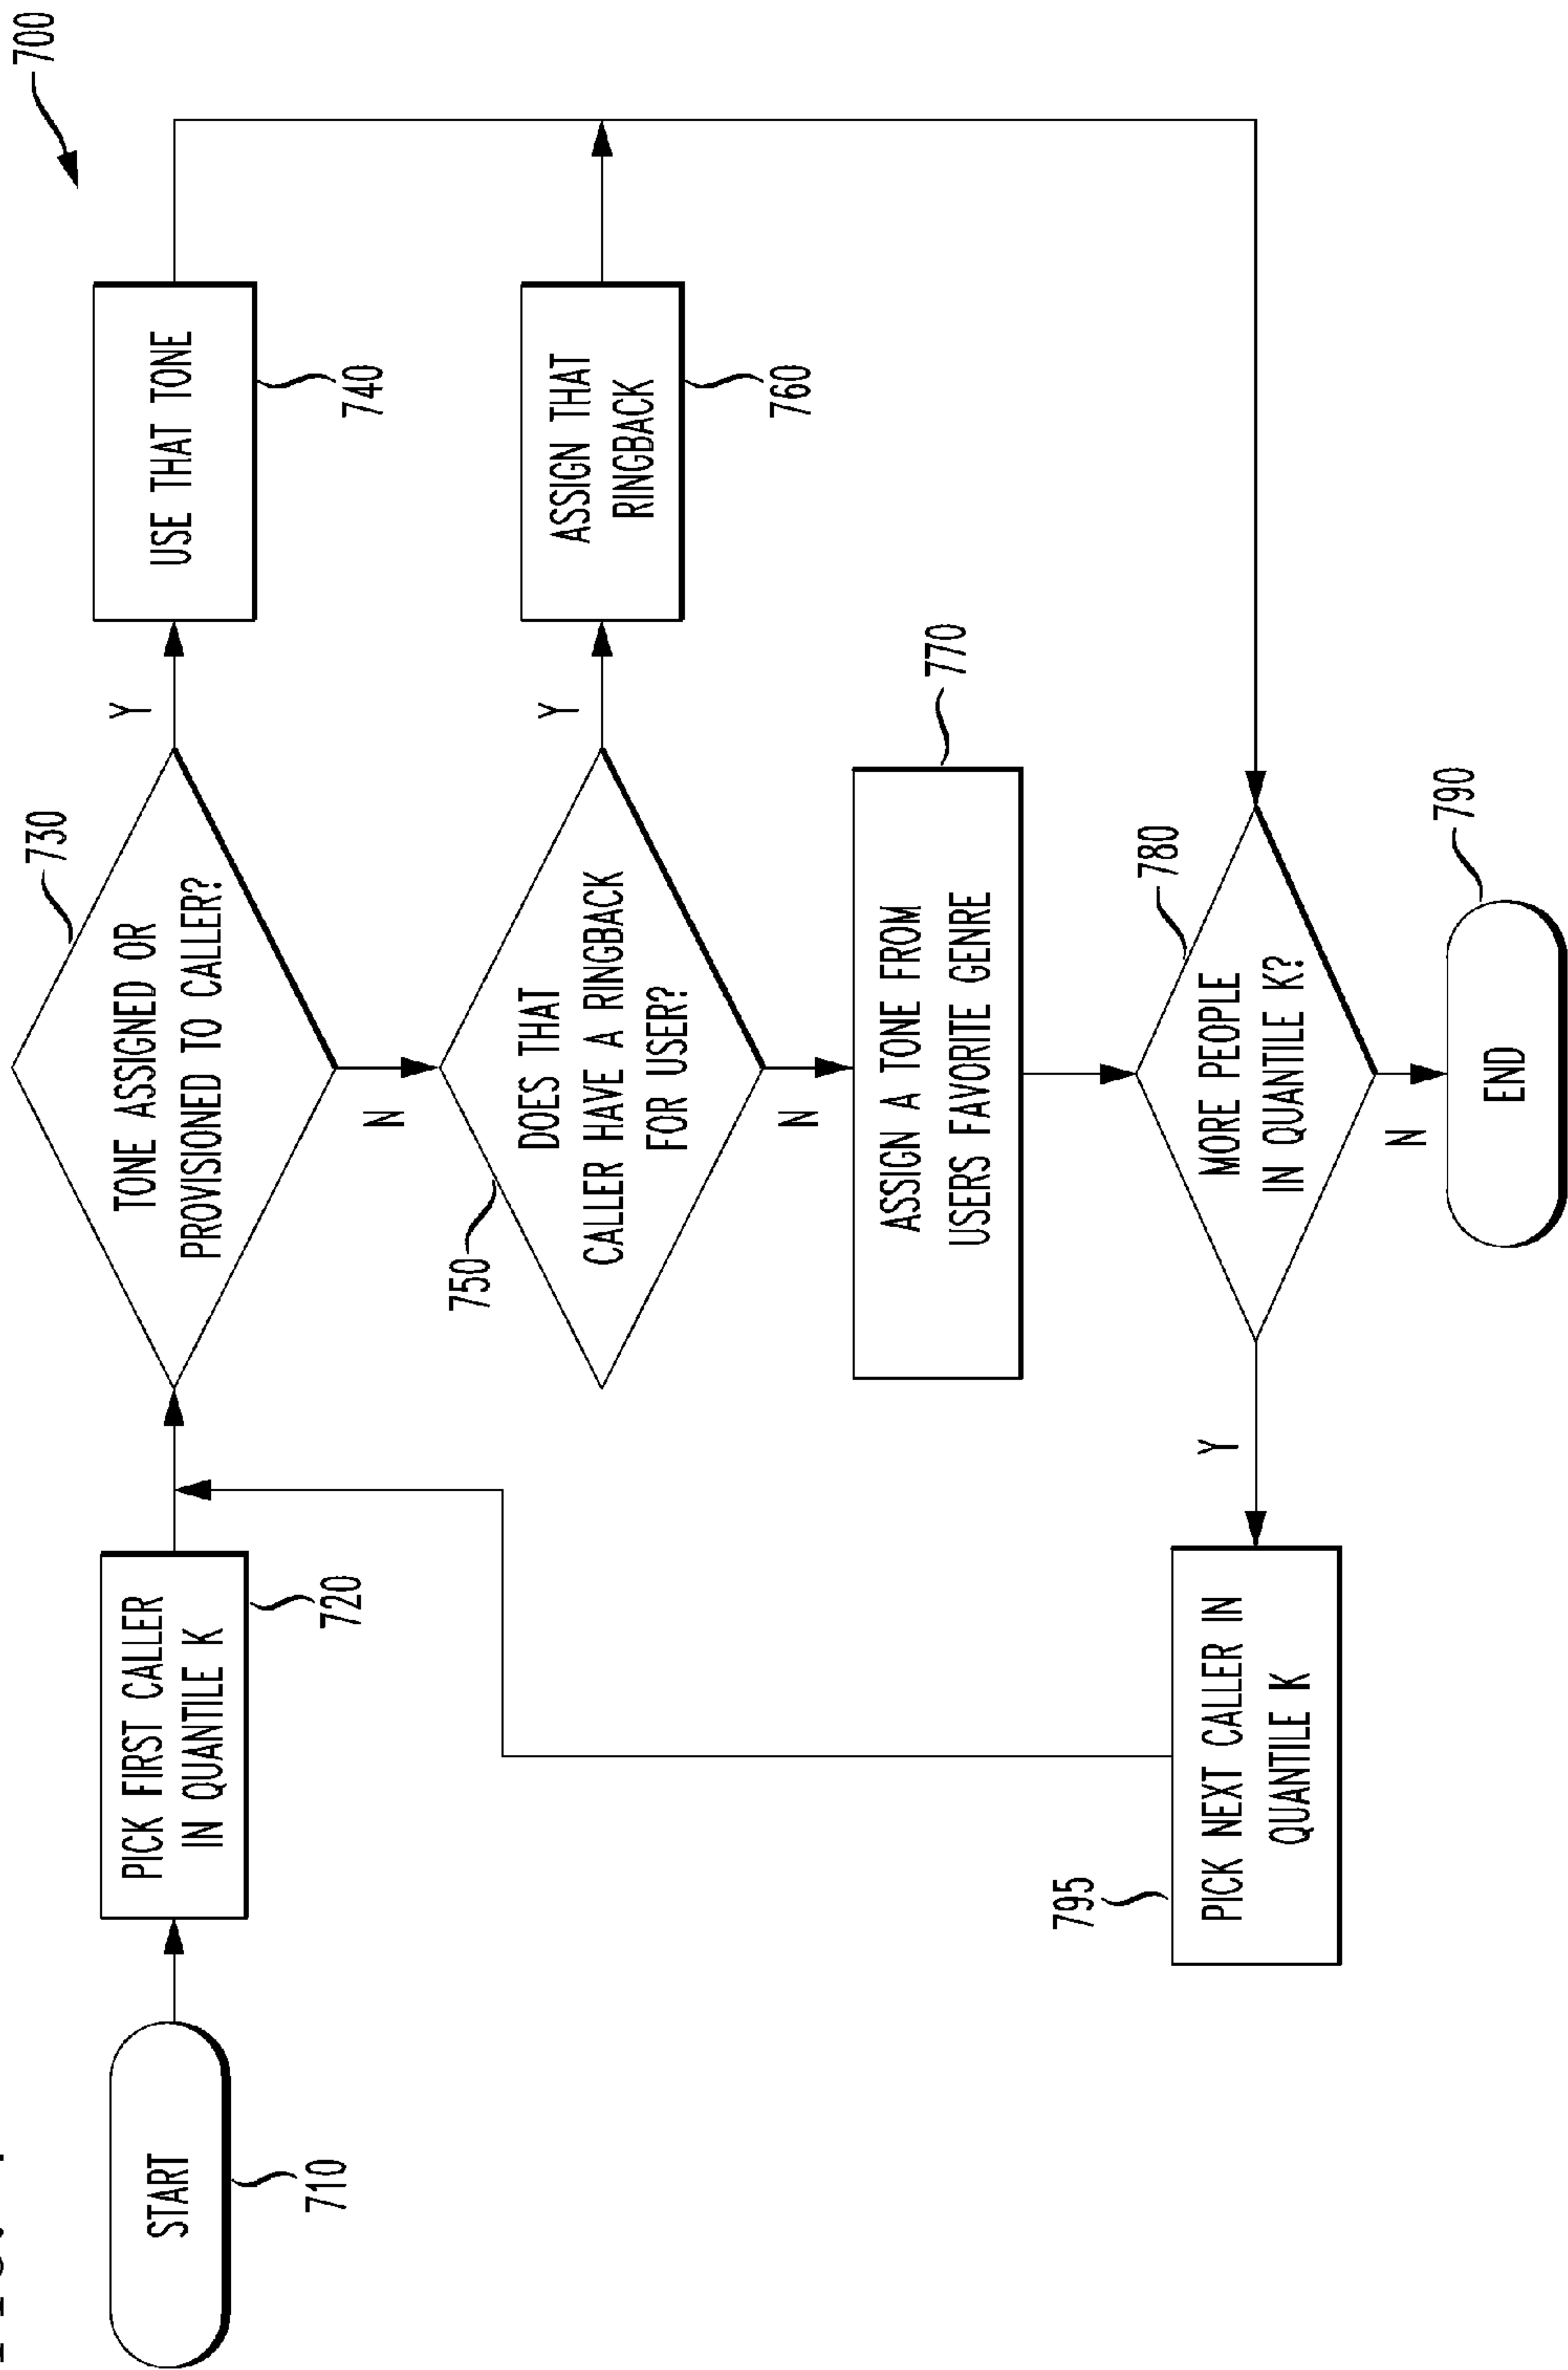 700
START
710
PICK FIRST CALLER
IN QUANTILE K
720
730
TONE ASSIGNED OR
PROVISIONED TO CALLER?
Y
USE THAT TONE
740
N
750
DOES THAT
CALLER HAVE A RINGBACK
FOR USER?
Y
ASSIGN THAT
RINGBACK
760
N
ASSIGN A TONE FROM
USERS FAVORITE GENRE
770
780
MORE PEOPLE
IN QUANTILE K?
Y
795
PICK NEXT CALLER IN
QUANTILE K
N
END
790